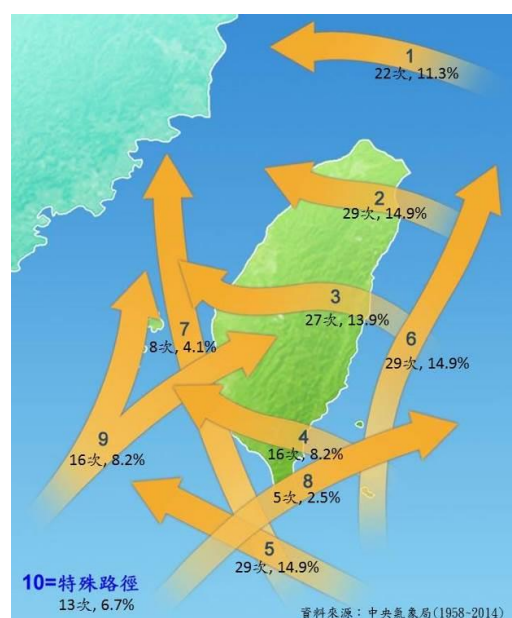 1
22次, 11.3%
2
29次, 14.9%
3
27次, 13.9%
6
29次, 14.9%
7
8次, 4.1%
9
16次, 8.2%
4
16次, 8.2%
8
5次, 2.5%
5
29次, 14.9%
10=特殊路徑
13次, 6.7%
資料來源：中央氣象局(1958~2014)